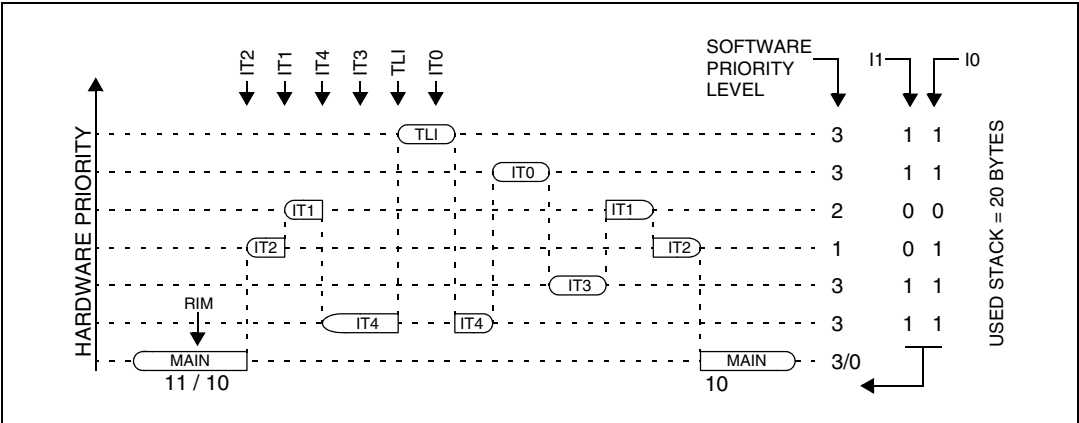 IT2
IT1
IT4
IT3
TLI
IT0
SOFTWARE
PRIORITY
LEVEL
I1
I0
HARDWARE PRIORITY
TLI
3
1 1
IT0
3
1 1
IT1
IT1
2
0 0
IT2
IT2
1
0 1
IT3
3
1 1
RIM
IT4
IT4
3
1 1
MAIN
MAIN
3/0
11 / 10
10
USED STACK = 20 BYTES